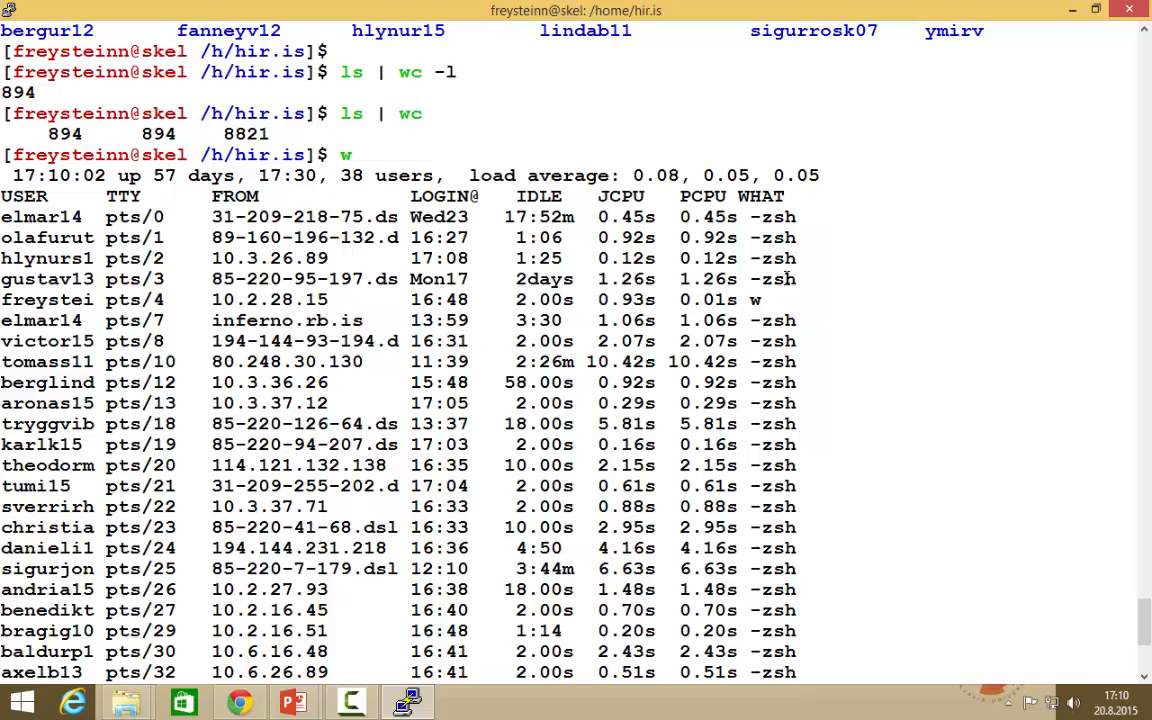 freysteinn@skel: /home/hir.is
bergur12 fanneyv12 hlynur15 lindab11 sigurrosk07 ymirv
[freysteinn@skel /h/hir.is]$
[freysteinn@skel /h/hir.is]$ ls | wc -l
894
[freysteinn@skel /h/hir.is]$ ls | wc
894 894 8821
[freysteinn@skel /h/hir.is]$ w
17:10:02 up 57 days, 17:30, 38 users, load average: 0.08, 0.05, 0.05
USER TTY FROM LOGIN@ IDLE JCPU PCPU WHAT
elmar14 pts/0 31-209-218-75.ds Wed23 17:52m 0.45s 0.45s -zsh
olafurut pts/1 89-160-196-132.d 16:27 1:06 0.92s 0.92s -zsh
hlynurs1 pts/2 10.3.26.89 17:08 1:25 0.12s 0.12s -zsh
gustav13 pts/3 85-220-95-197.ds Mon17 2days 1.26s 1.26s -zsh
freystei pts/4 10.2.28.15 16:48 2.00s 0.93s 0.01s w
elmar14 pts/7 inferno.rb.is 13:59 3:30 1.06s 1.06s -zsh
victor15 pts/8 194-144-93-194.d 16:31 2.00s 2.07s 2.07s -zsh
tomass11 pts/10 80.248.30.130 11:39 2:26m 10.42s 10.42s -zsh
berglind pts/12 10.3.36.26 15:48 58.00s 0.92s 0.92s -zsh
aronas15 pts/13 10.3.37.12 17:05 2.00s 0.29s 0.29s -zsh
tryggvib pts/18 85-220-126-64.ds 13:37 18.00s 5.81s 5.81s -zsh
karlk15 pts/19 85-220-94-207.ds 17:03 2.00s 0.16s 0.16s -zsh
theodorm pts/20 114.121.132.138 16:35 10.00s 2.15s 2.15s -zsh
tumi15 pts/21 31-209-255-202.d 17:04 2.00s 0.61s 0.61s -zsh
sverrirh pts/22 10.3.37.71 16:33 2.00s 0.88s 0.88s -zsh
christia pts/23 85-220-41-68.dsl 16:33 10.00s 2.95s 2.95s -zsh
danieli1 pts/24 194.144.231.218 16:36 4:50 4.16s 4.16s -zsh
sigurjon pts/25 85-220-7-179.dsl 12:10 3:44m 6.63s 6.63s -zsh
andria15 pts/26 10.2.27.93 16:38 18.00s 1.48s 1.48s -zsh
benedikt pts/27 10.2.16.45 16:40 2.00s 0.70s 0.70s -zsh
bragig10 pts/29 10.2.16.51 16:48 1:14 0.20s 0.20s -zsh
baldurp1 pts/30 10.6.16.48 16:41 2.00s 2.43s 2.43s -zsh
axelb13 pts/32 10.6.26.89 16:41 2.00s 0.51s 0.51s -zsh
17:10
20.8.2015